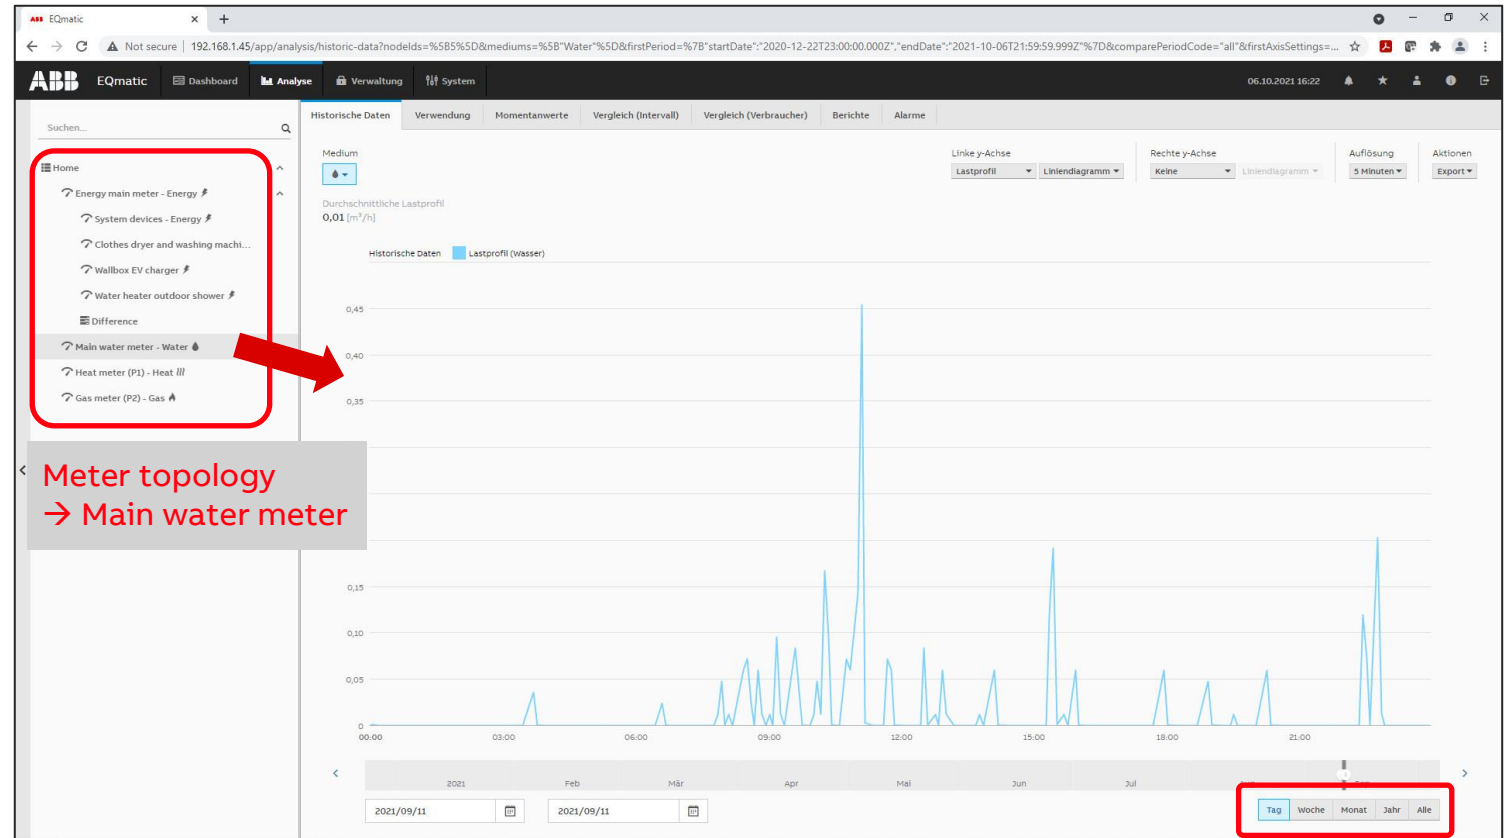 ABB EQmatic
Not secure | 192.168.1.45/app/analysis/historic-data?nodeIds=%5B5%5D&mediums=%5B"Water"%5D&firstPeriod=%7B"startDate":"2020-12-22T23:00:00.000Z","endDate":"2021-10-06T21:59:59.999Z"%7D&comparePeriodCode="all"&firstAxisSettings=...
ABB EQmatic Dashboard Analyse Verwaltung System 06.10.2021 16:22
Suchen...
Historische Daten Verwendung Momentanwerte Vergleich (Intervall) Vergleich (Verbraucher) Berichte Alarme
Home
Energy main meter - Energy
System devices - Energy
Clothes dryer and washing machi...
Wallbox EV charger
Water heater outdoor shower
Difference
Main water meter - Water
Heat meter (P1) - Heat
Gas meter (P2) - Gas
Meter topology
→ Main water meter
Medium Linke y-Achse Rechte y-Achse Auflösung Aktionen
Lastprofil Liniendiagramm Keine Liniendiagramm 5 Minuten Export
Durchschnittliche Lastprofil
0,01 [m³/h]
Historische Daten Lastprofil (Wasser)
0,45
0,40
0,35
0,15
0,10
0,05
0
00:00 03:00 06:00 09:00 12:00 15:00 18:00 21:00
2021 Feb Mär Apr Mai Jun Jul
2021/09/11 2021/09/11 Tag Woche Monat Jahr Alle